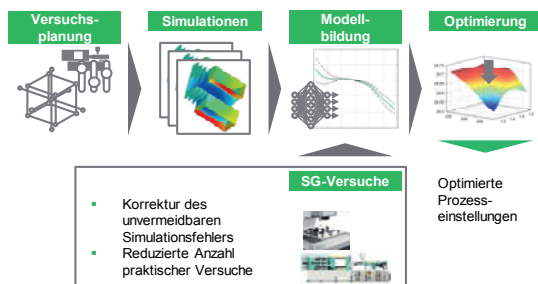 Versuchs-
planung
Simulationen
Modell-
bildung
Optimierung
SG-Versuche
Korrektur des
unvermeidbaren
Simulationsfehlers
Reduzierte Anzahl
praktischer Versuche
Optimierte
Prozess-
einstellungen